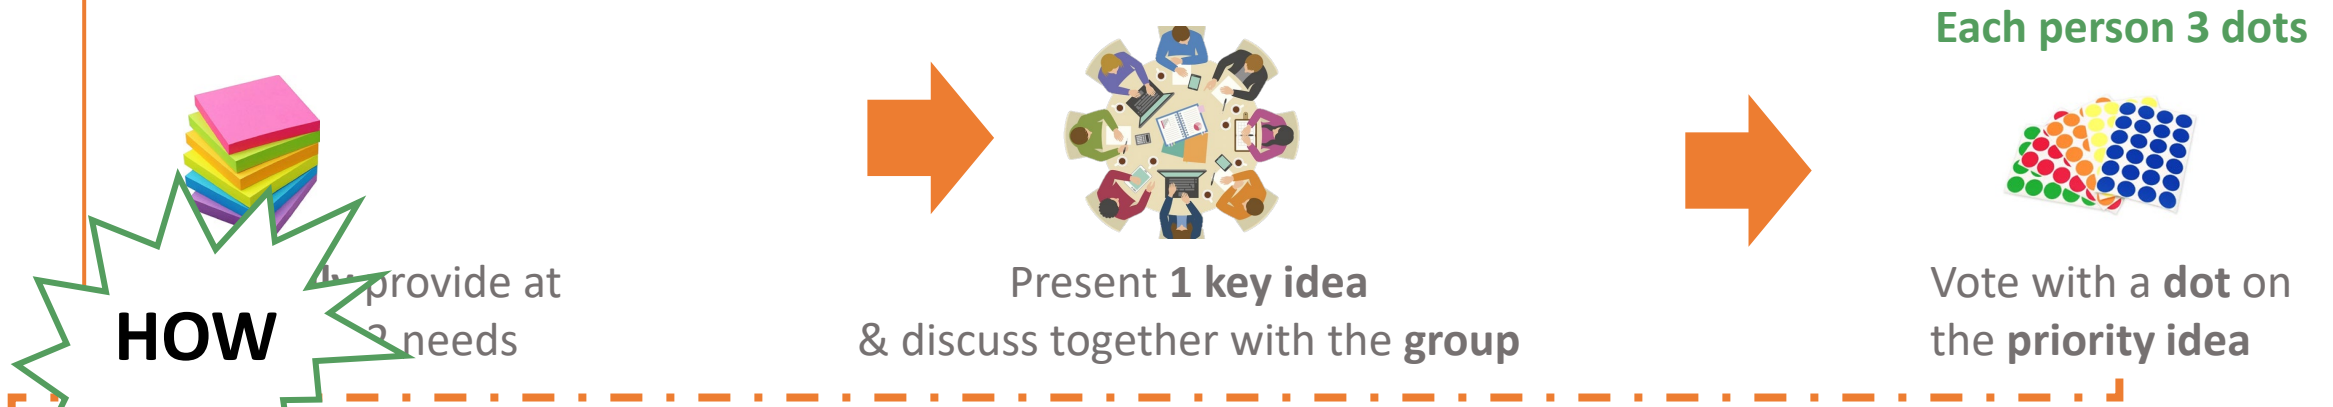 Each person 3 dots
provide at
needs
HOW
Present 1 key idea
& discuss together with the group
Vote with a dot on
the priority idea